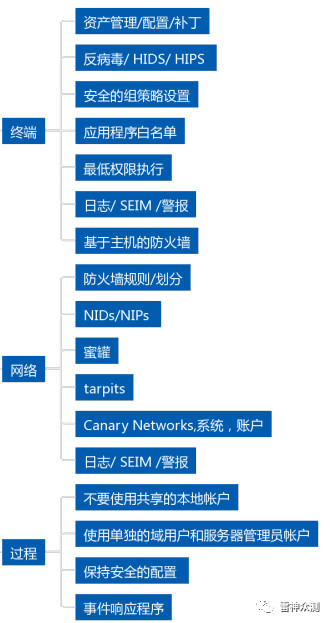 终端
资产管理/配置/补丁
反病毒/ HIDS/ HIPS
安全的组策略设置
应用程序白名单
最低权限执行
日志/ SEIM /警报
基于主机的防火墙
网络
防火墙规则/划分
NIDs/NIPs
蜜罐
tarpits
Canary Networks,系统，账户
日志/ SEIM /警报
过程
不要使用共享的本地帐户
使用单独的域用户和服务器管理员帐户
保持安全的配置
事件响应程序
雷神众测